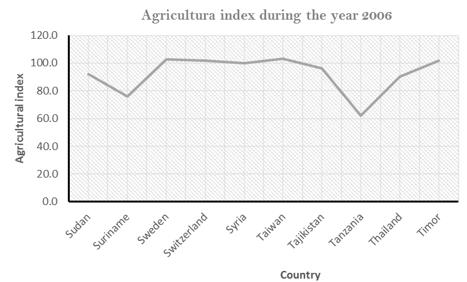 Agricultura index during the year 2006
120.0
100.0
80.0
60.0
40.0
20.0
0.0
Agricultural index
Sudan
Suriname
Sweden
Switzerland
Syria
Taiwan
Tajikistan
Tanzania
Thailand
Timor
Country